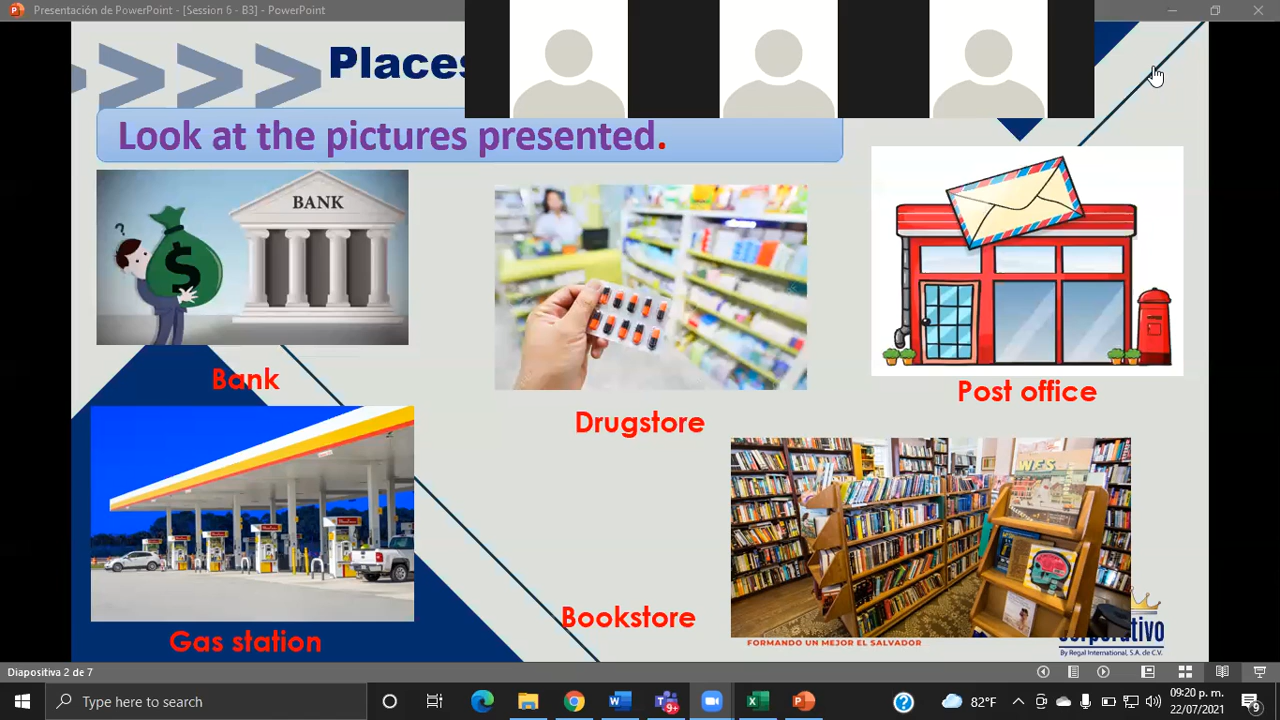 Presentación de PowerPoint - [Session 6 - B3] - PowerPoint
Places
Look at the pictures presented.
BANK
$
?
Bank
Drugstore
Post office
Gas station
Bookstore
FORMANDO UN MEJOR EL SALVADOR
By Regal International, S.A. de C.V.
Diapositiva 2 de 7
Type here to search
9+
82°F
09:20 p. m.
22/07/2021
9